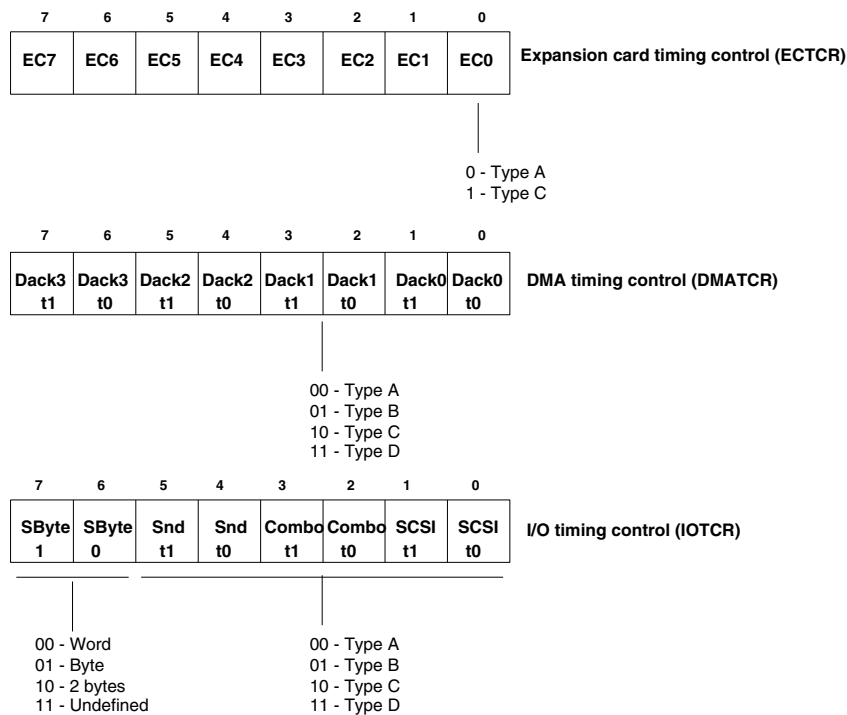 7 6 5 4 3 2 1 0
EC7 EC6 EC5 EC4 EC3 EC2 EC1 EC0 Expansion card timing control (ECTCR)
0 - Type A
1 - Type C
7 6 5 4 3 2 1 0
Dack3 Dack3 Dack2 Dack2 Dack1 Dack1 Dack0 Dack0 DMA timing control (DMATCR)
t1 t0 t1 t0 t1 t0 t1 t0
00 - Type A
01 - Type B
10 - Type C
11 - Type D
7 6 5 4 3 2 1 0
SByte SByte Snd Snd Combo Combo SCSI SCSI I/O timing control (IOTCR)
1 0 t1 t0 t1 t0 t1 t0
00 - Word 00 - Type A
01 - Byte 01 - Type B
10 - 2 bytes 10 - Type C
11 - Undefined 11 - Type D